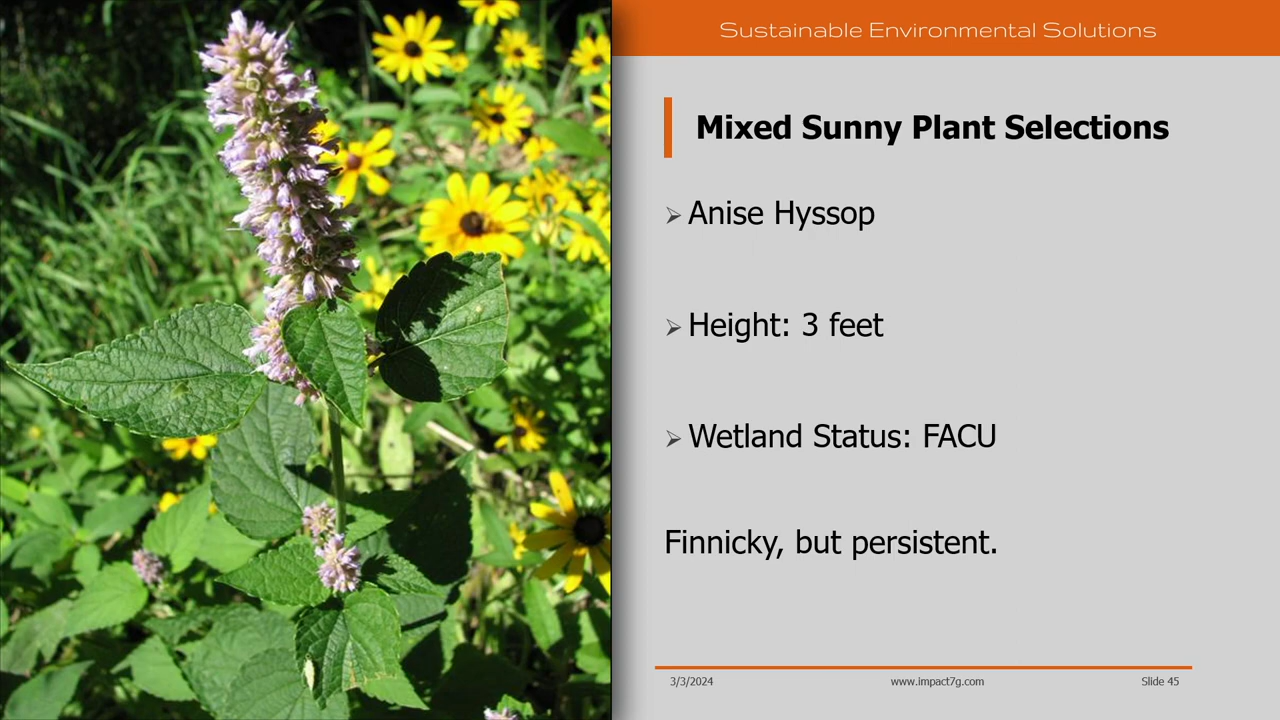 Sustainable Environmental Solutions
Mixed Sunny Plant Selections
Anise Hyssop
Height: 3 feet
Wetland Status: FACU
Finnicky, but persistent.
3/3/2024
www.impact7g.com
Slide 45